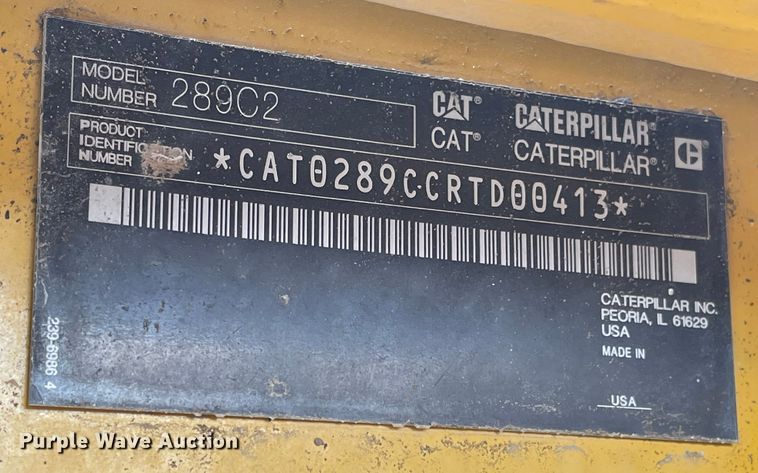 MODEL
NUMBER 289C2
CAT® CATERPILLAR®
CAT® CATERPILLAR® C
PRODUCT
IDENTIFICATION
NUMBER *CAT0289CCRTD00413*
CATERPILLAR INC.
PEORIA, IL 61629
USA
MADE IN
USA
239-6986 4
Purple Wave Auction